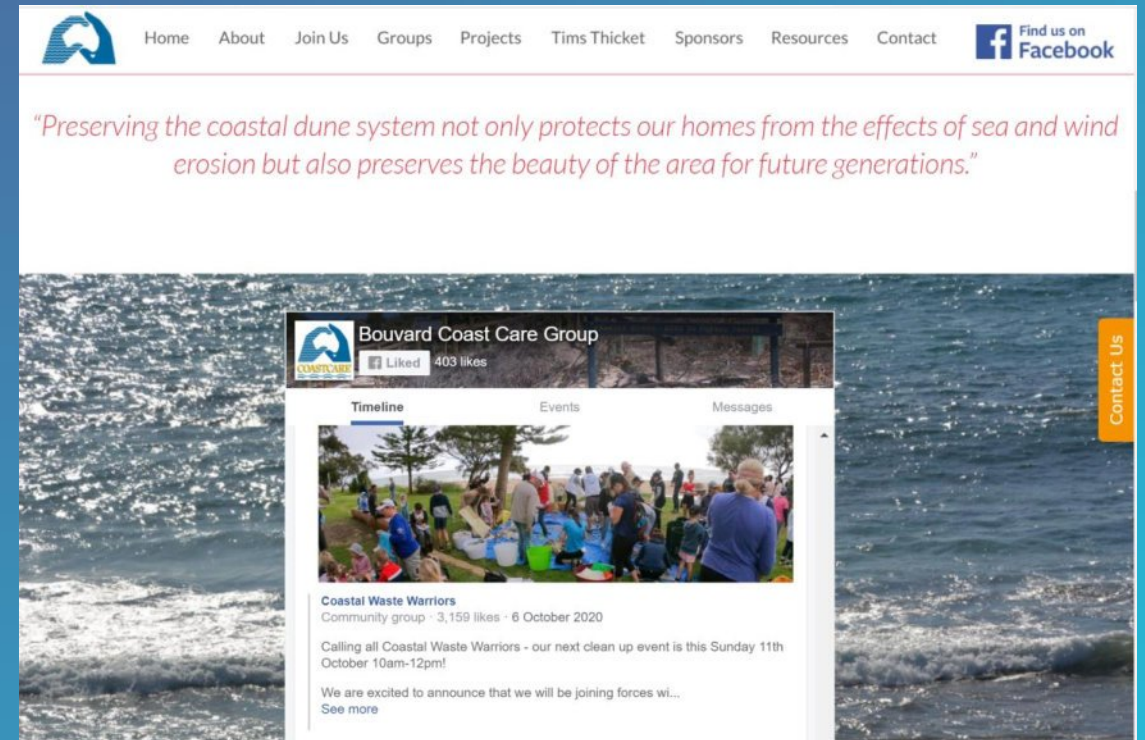 Home About Join Us Groups Projects Tims Thicket Sponsors Resources Contact
Find us on
Facebook
“Preserving the coastal dune system not only protects our homes from the effects of sea and wind
erosion but also preserves the beauty of the area for future generations.”
Bouvard Coast Care Group
Liked 403 likes
COASTCARE
Contact Us
Timeline Events Messages
Coastal Waste Warriors
Community group · 3,159 likes · 6 October 2020
Calling all Coastal Waste Warriors - our next clean up event is this Sunday 11th
October 10am-12pm!
We are excited to announce that we will be joining forces wi...
See more